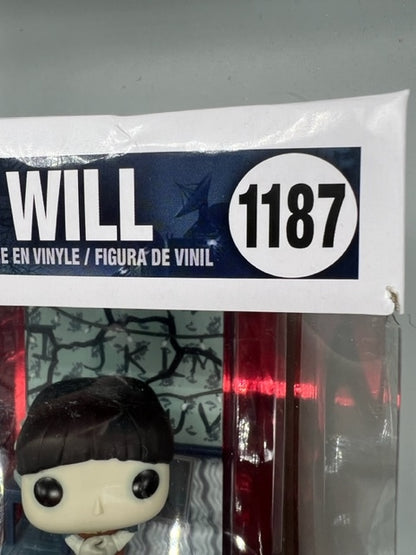 WILL
1187
E EN VINYLE / FIGURA DE VINIL